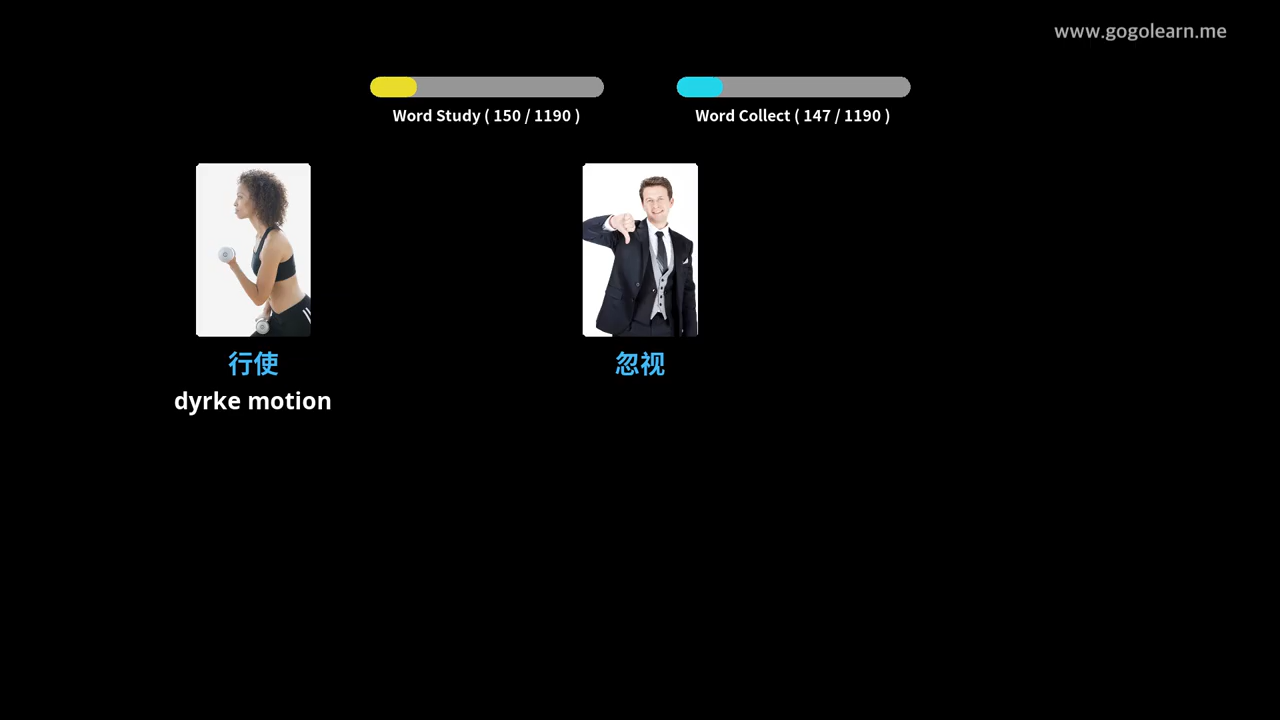 www.gogolearn.me
Word Study ( 150 / 1190 )
Word Collect ( 147 / 1190 )
行使
忽视
dyrke motion